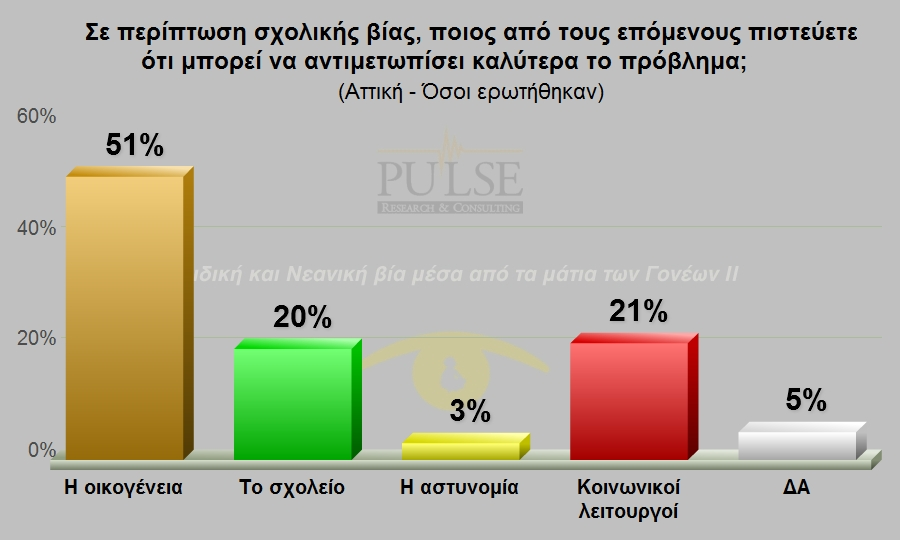 Σε περίπτωση σχολικής βίας, ποιος από τους επόμενους πιστεύετε
ότι μπορεί να αντιμετωπίσει καλύτερα το πρόβλημα;
(Αττική - Όσοι ερωτήθηκαν)
60%
51%
PULSE
RESEARCH & CONSULTING
40%
και Νεανική βία μέσα από τα μάτια των Γονέων ΙΙ
20%
21%
20%
3%
5%
0%
Η οικογένεια
Το σχολείο
Η αστυνομία
Κοινωνικοί
λειτουργοί
ΔΑ